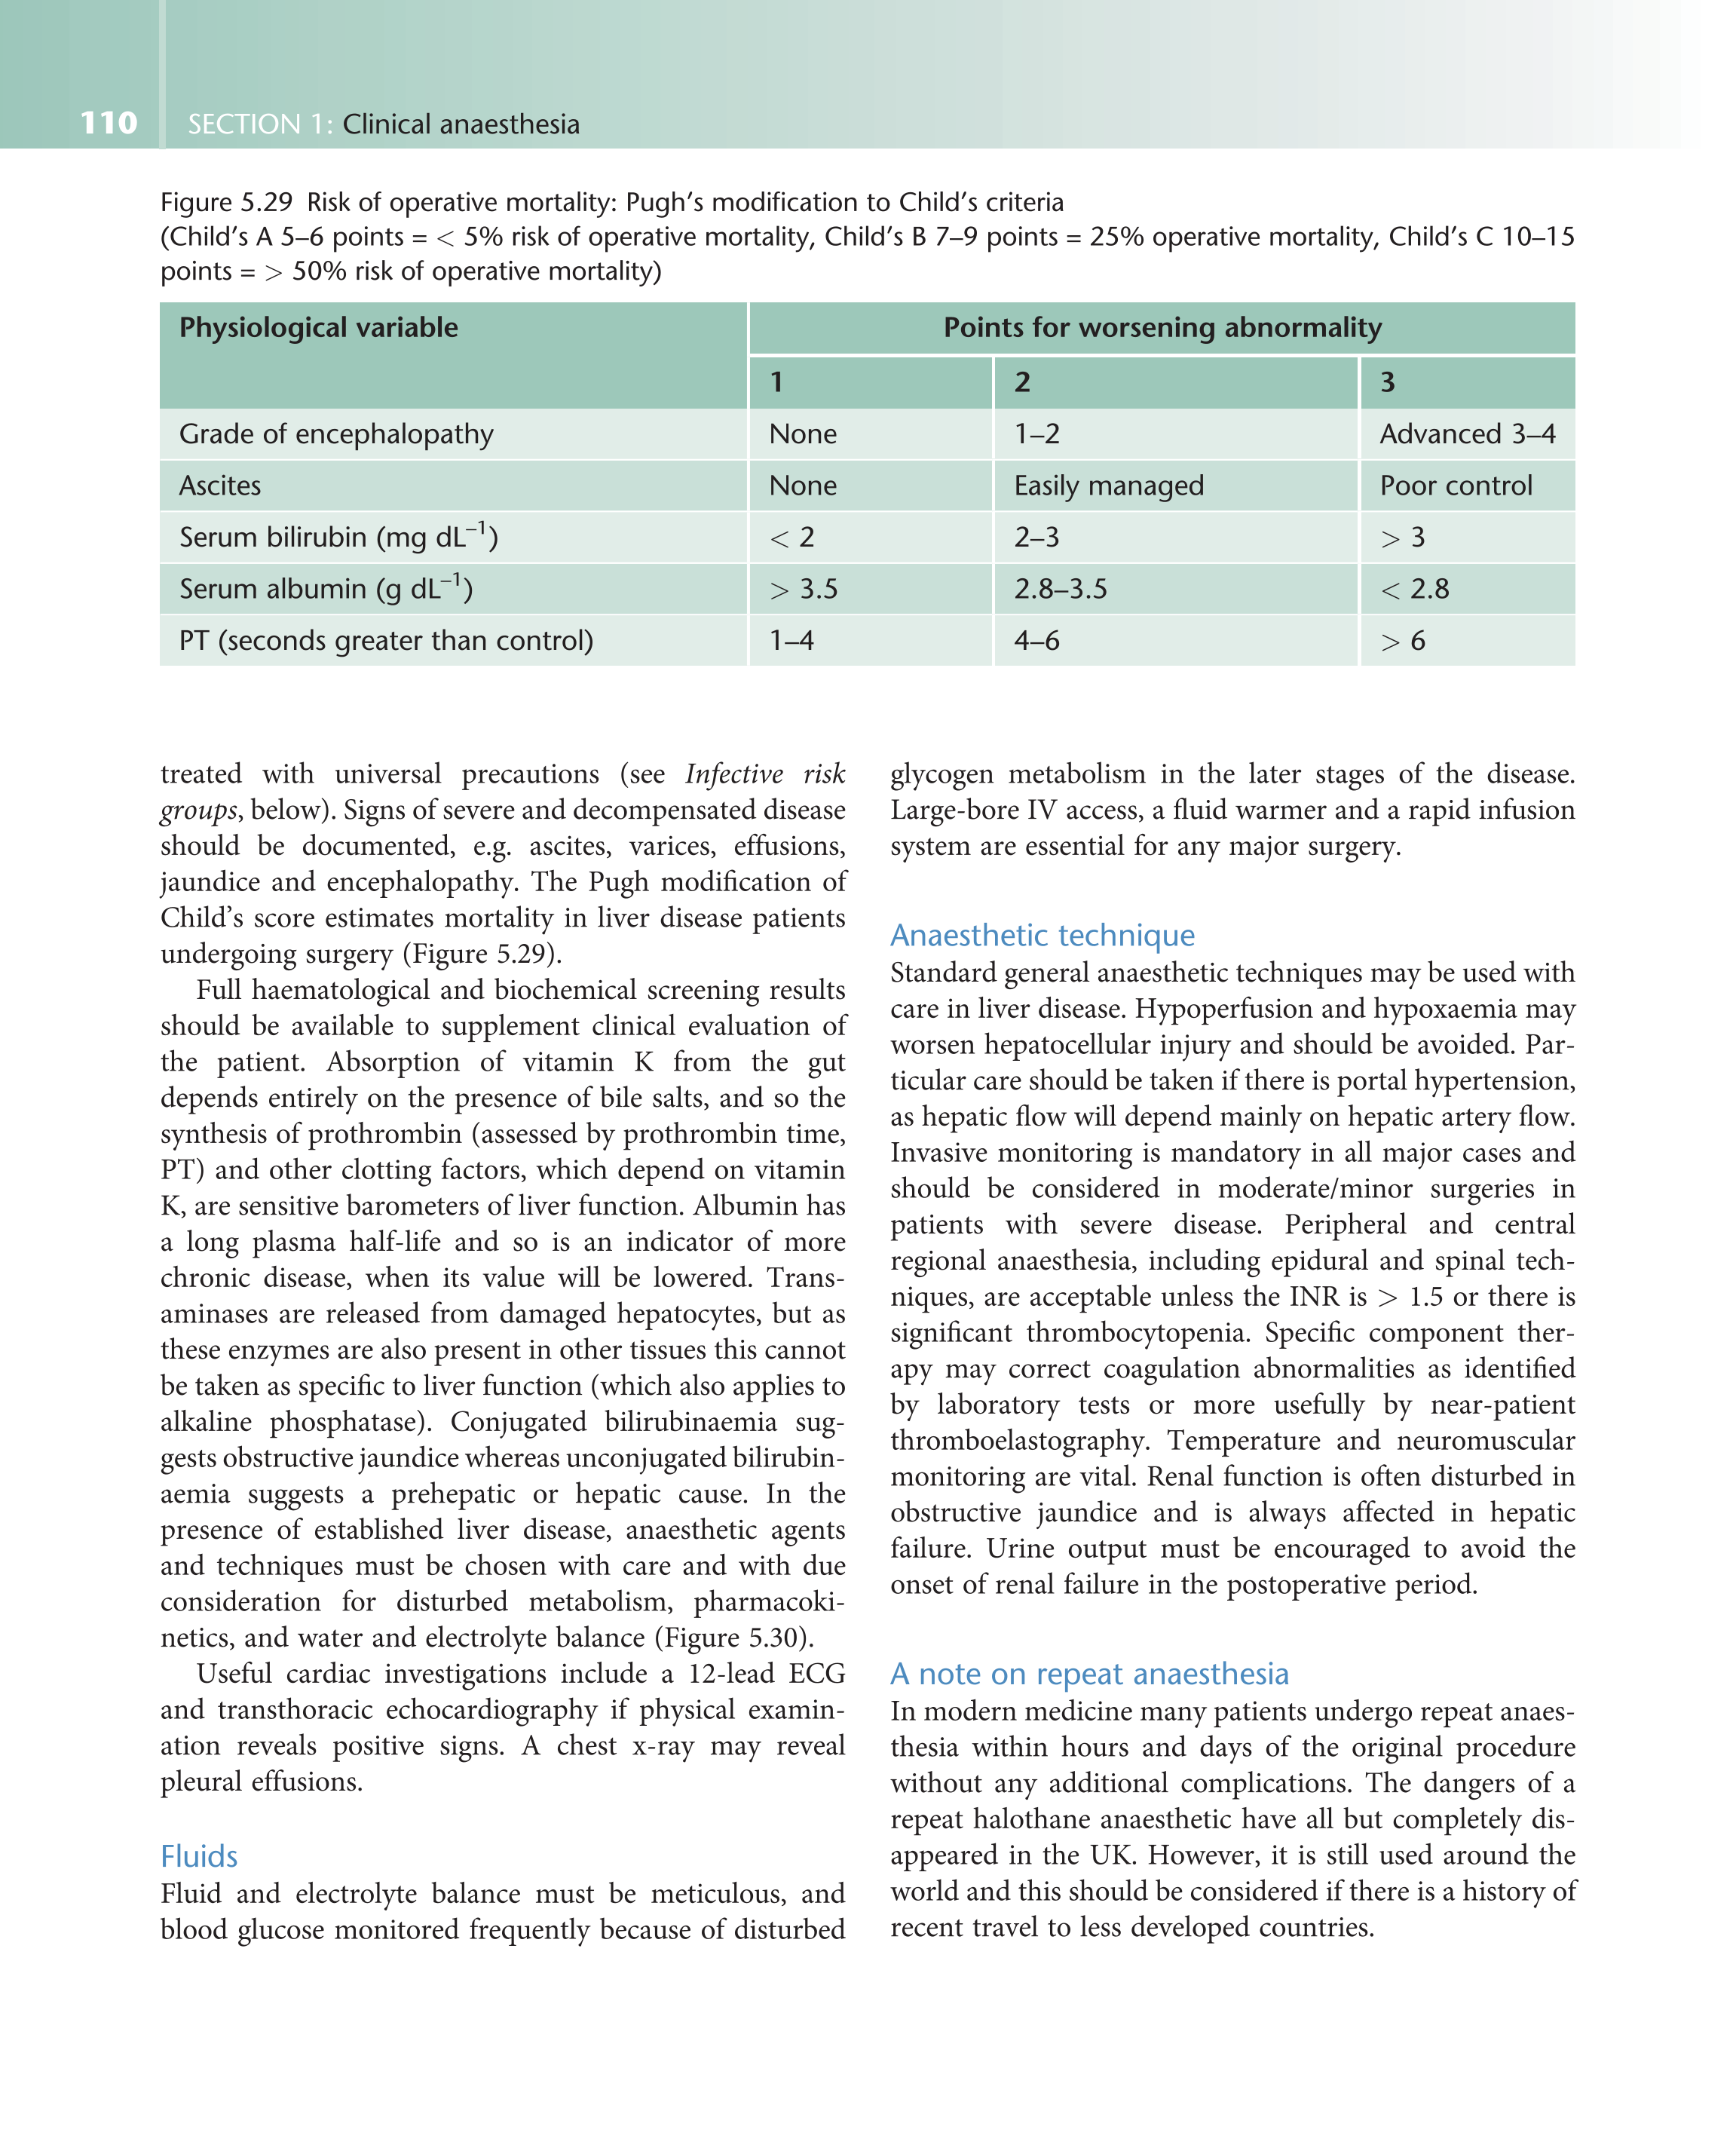 110 SECTION 1: Clinical anaesthesia
Figure 5.29 Risk of operative mortality: Pugh's modification to Child's criteria
(Child's A 5–6 points = < 5% risk of operative mortality, Child's B 7–9 points = 25% operative mortality, Child's C 10–15
points = > 50% risk of operative mortality)
Physiological variable Points for worsening abnormality
1 2 3
Grade of encephalopathy None 1–2 Advanced 3–4
Ascites None Easily managed Poor control
Serum bilirubin (mg dL⁻¹) < 2 2–3 > 3
Serum albumin (g dL⁻¹) > 3.5 2.8–3.5 < 2.8
PT (seconds greater than control) 1–4 4–6 > 6
treated with universal precautions (see Infective risk
groups, below). Signs of severe and decompensated disease
should be documented, e.g. ascites, varices, effusions,
jaundice and encephalopathy. The Pugh modification of
Child's score estimates mortality in liver disease patients
undergoing surgery (Figure 5.29).
Full haematological and biochemical screening results
should be available to supplement clinical evaluation of
the patient. Absorption of vitamin K from the gut
depends entirely on the presence of bile salts, and so the
synthesis of prothrombin (assessed by prothrombin time,
PT) and other clotting factors, which depend on vitamin
K, are sensitive barometers of liver function. Albumin has
a long plasma half-life and so is an indicator of more
chronic disease, when its value will be lowered. Trans-
aminases are released from damaged hepatocytes, but as
these enzymes are also present in other tissues this cannot
be taken as specific to liver function (which also applies to
alkaline phosphatase). Conjugated bilirubinaemia sug-
gests obstructive jaundice whereas unconjugated bilirubin-
aemia suggests a prehepatic or hepatic cause. In the
presence of established liver disease, anaesthetic agents
and techniques must be chosen with care and with due
consideration for disturbed metabolism, pharmacoki-
netics, and water and electrolyte balance (Figure 5.30).
Useful cardiac investigations include a 12-lead ECG
and transthoracic echocardiography if physical examin-
ation reveals positive signs. A chest x-ray may reveal
pleural effusions.
Fluids
Fluid and electrolyte balance must be meticulous, and
blood glucose monitored frequently because of disturbed
glycogen metabolism in the later stages of the disease.
Large-bore IV access, a fluid warmer and a rapid infusion
system are essential for any major surgery.
Anaesthetic technique
Standard general anaesthetic techniques may be used with
care in liver disease. Hypoperfusion and hypoxaemia may
worsen hepatocellular injury and should be avoided. Par-
ticular care should be taken if there is portal hypertension,
as hepatic flow will depend mainly on hepatic artery flow.
Invasive monitoring is mandatory in all major cases and
should be considered in moderate/minor surgeries in
patients with severe disease. Peripheral and central
regional anaesthesia, including epidural and spinal tech-
niques, are acceptable unless the INR is > 1.5 or there is
significant thrombocytopenia. Specific component ther-
apy may correct coagulation abnormalities as identified
by laboratory tests or more usefully by near-patient
thromboelastography. Temperature and neuromuscular
monitoring are vital. Renal function is often disturbed in
obstructive jaundice and is always affected in hepatic
failure. Urine output must be encouraged to avoid the
onset of renal failure in the postoperative period.
A note on repeat anaesthesia
In modern medicine many patients undergo repeat anaes-
thesia within hours and days of the original procedure
without any additional complications. The dangers of a
repeat halothane anaesthetic have all but completely dis-
appeared in the UK. However, it is still used around the
world and this should be considered if there is a history of
recent travel to less developed countries.